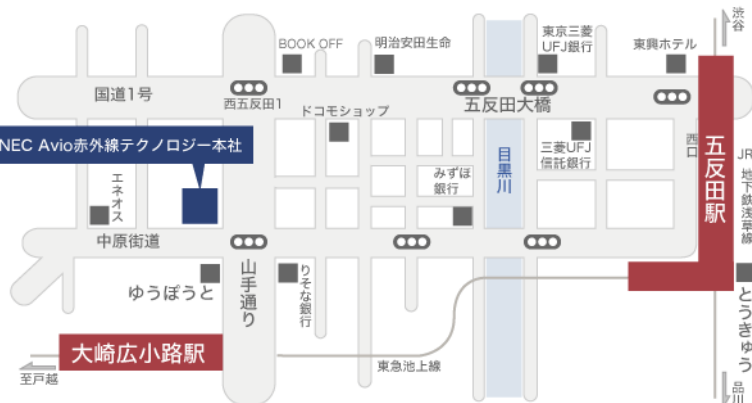 渋谷
BOOK OFF
明治安田生命
東京三菱
UFJ銀行
東興ホテル
国道1号
西五反田1
ドコモショップ
五反田大橋
NEC Avio赤外線テクノロジー本社
三菱UFJ
信託銀行
西口
五反田駅
JR
地下鉄浅草線
目黒川
みずほ
銀行
エネオス
中原街道
ゆうぽうと
山手通り
りそな銀行
とうきゅう
大崎広小路駅
東急池上線
至戸越
品川